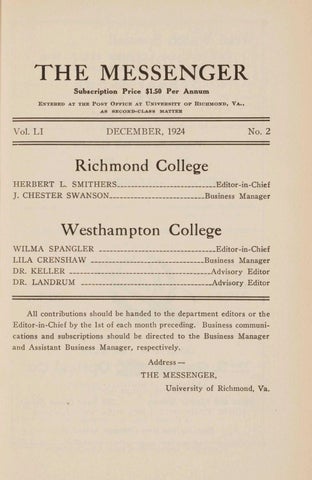 THE MESSENGER
Subscription Price $1.50 Per Annum
Entered at the Post Office at University of Richmond, Va.,
as second-class matter
Vol. LI DECEMBER, 1924 No. 2
Richmond College
HERBERT L. SMITHERS Editor-in-Chief
J. CHESTER SWANSON Business Manager
Westhampton College
WILMA SPANGLER Editor-in-Chief
LILA CRENSHAW Business Manager
DR. KELLER Advisory Editor
DR. LANDRUM Advisory Editor
All contributions should be handed to the department editors or the
Editor-in-Chief by the 1st of each month preceding. Business communi-
cations and subscriptions should be directed to the Business Manager
and Assistant Business Manager, respectively.
Address—
THE MESSENGER,
University of Richmond, Va.